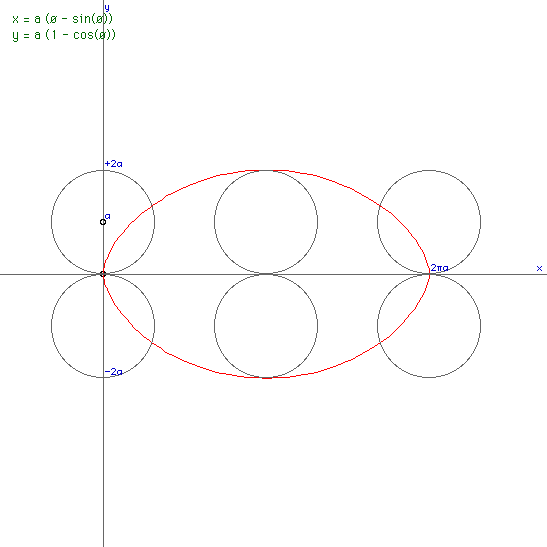 y
x = a (ø - sin(ø))
y = a (1 - cos(ø))
+2a
a
2πa
x
-2a